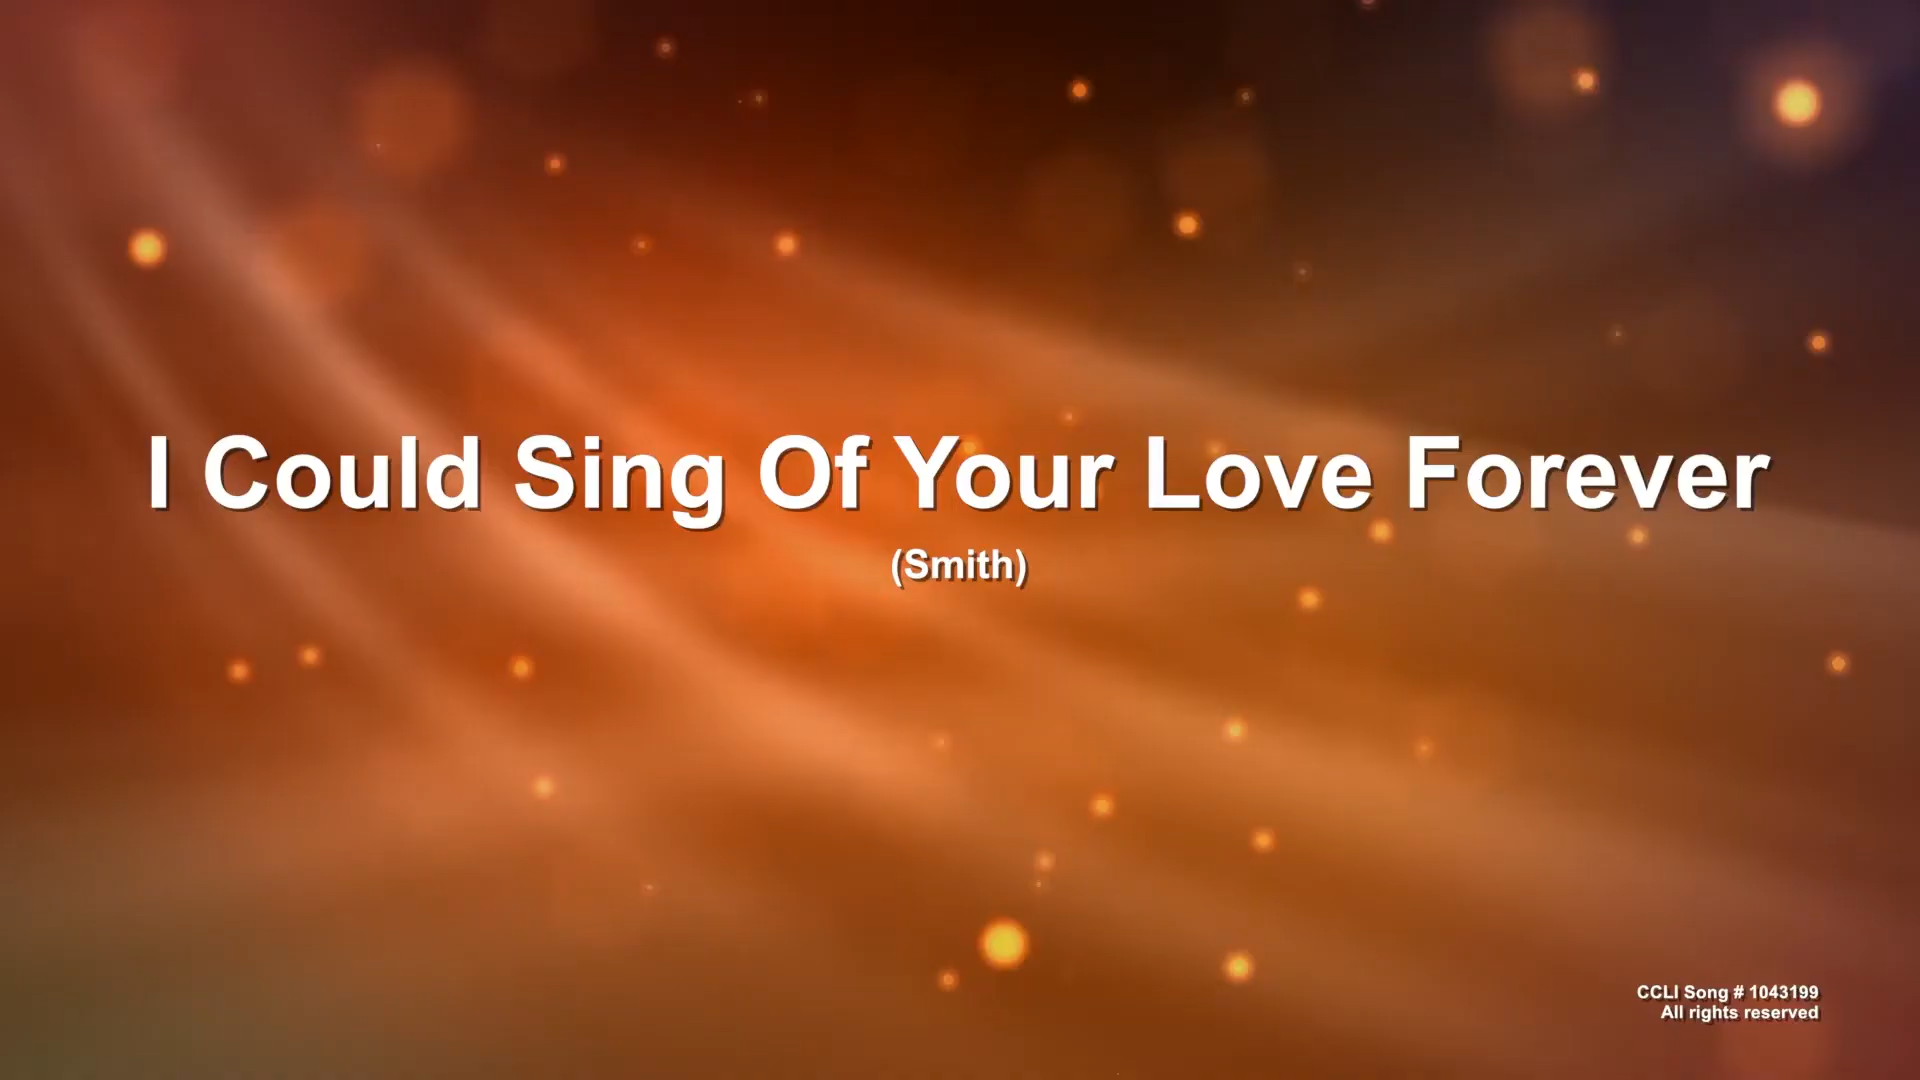 I Could Sing Of Your Love Forever
(Smith)
CCLI Song # 1043199
All rights reserved